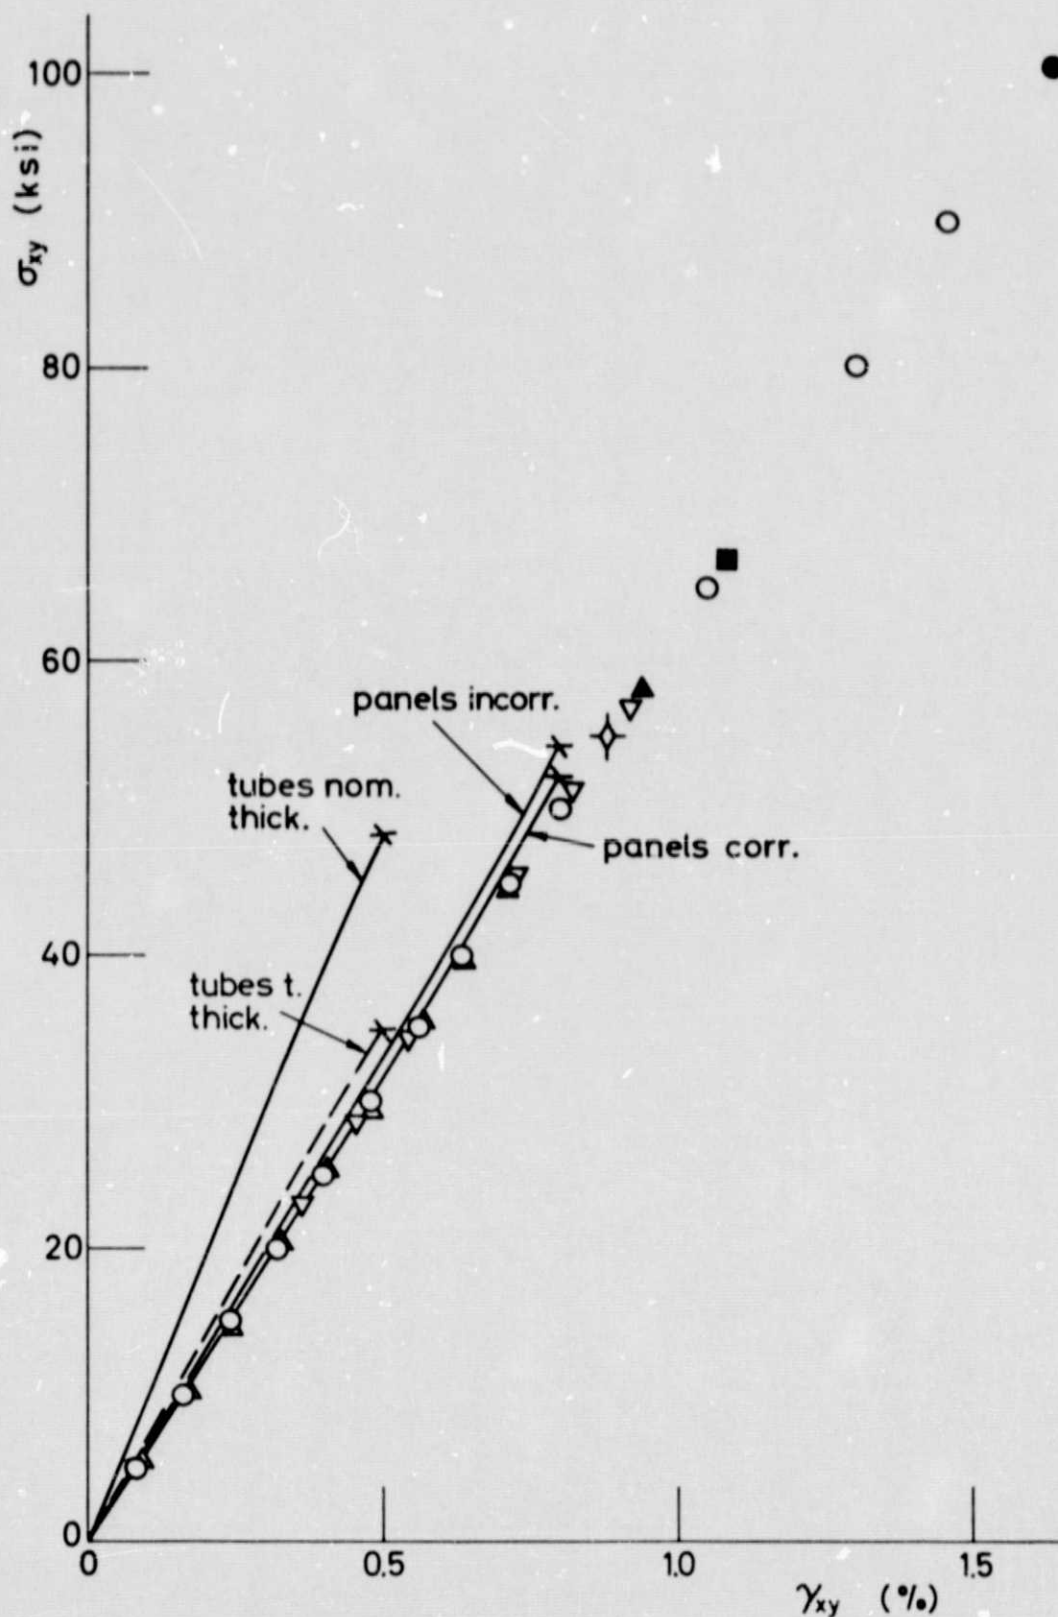 100
σxy (ksi)
80
60
panels incorr.
tubes nom.
thick.
panels corr.
40
tubes t.
thick.
20
0
0
0.5
1.0
1.5
γxy (%)